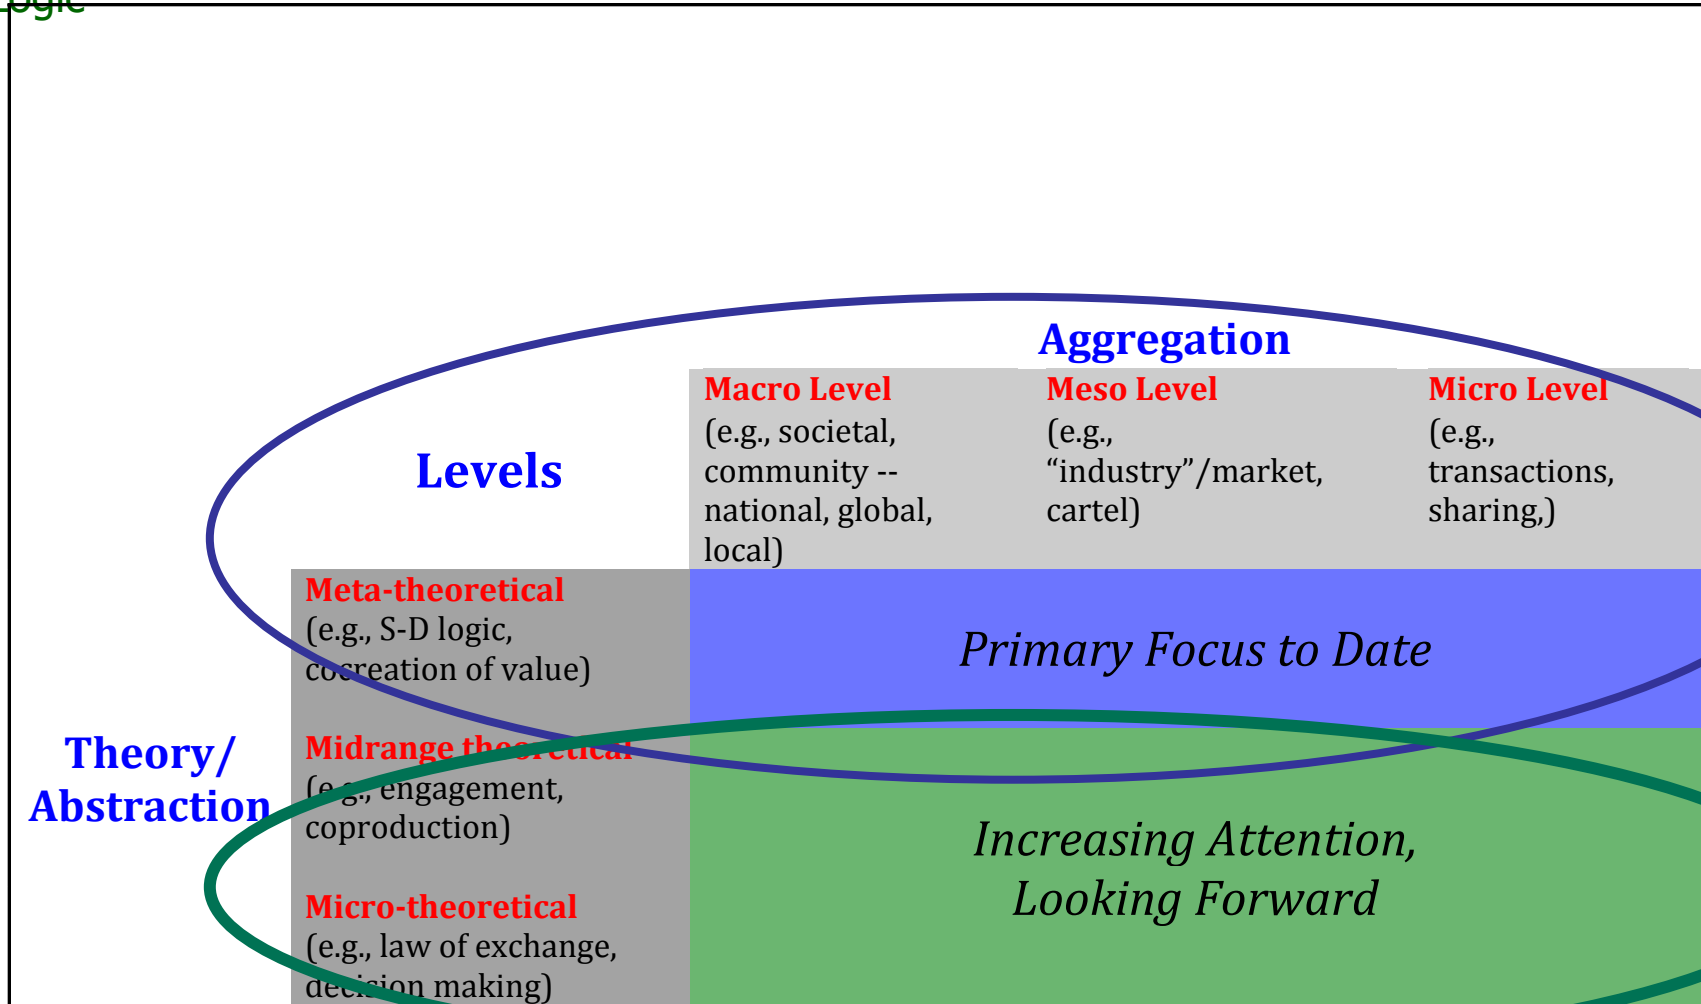 Logic
Aggregation
Levels
Macro Level
(e.g., societal,
community --
national, global,
local)
Meso Level
(e.g.,
“industry”/market,
cartel)
Micro Level
(e.g.,
transactions,
sharing,)
Theory/
Abstraction
Meta-theoretical
(e.g., S-D logic,
cocreation of value)
Midrange theoretical
(e.g., engagement,
coproduction)
Micro-theoretical
(e.g., law of exchange,
decision making)
Primary Focus to Date
Increasing Attention,
Looking Forward